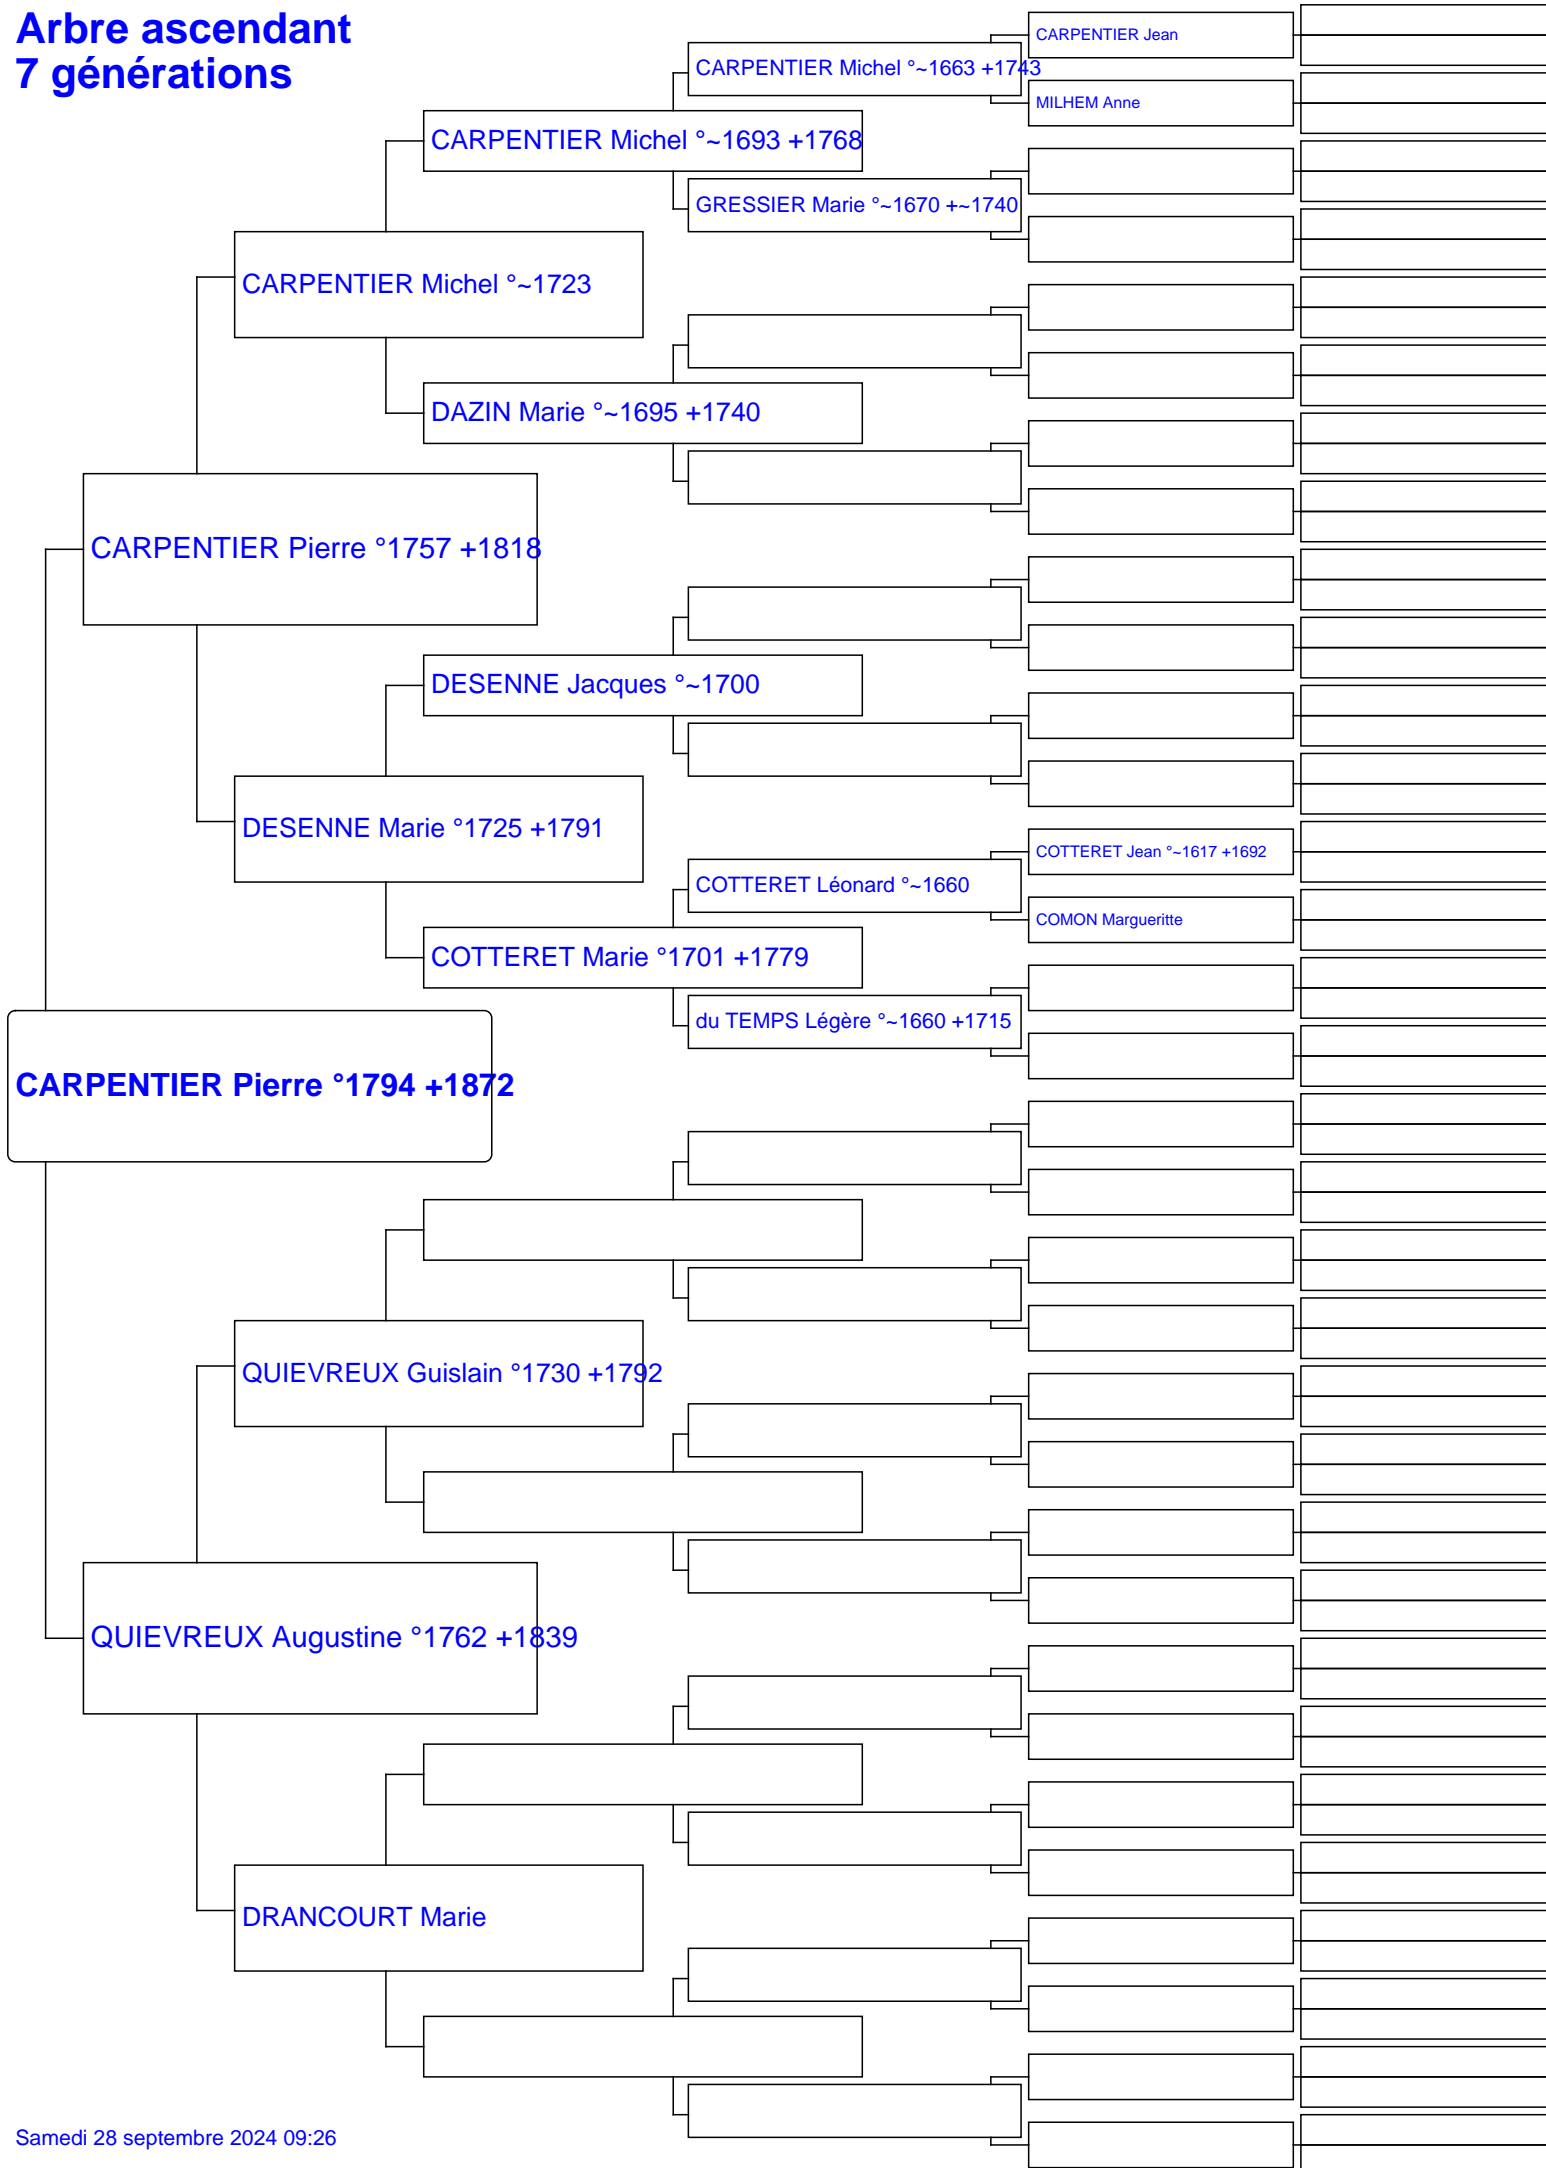 Arbre ascendant
7 générations
CARPENTIER Jean
CARPENTIER Michel °~1663 +1743
MILHEM Anne
CARPENTIER Michel °~1693 +1768
GRESSIER Marie °~1670 +~1740
CARPENTIER Michel °~1723
DAZIN Marie °~1695 +1740
CARPENTIER Pierre °1757 +1818
DESENNE Jacques °~1700
DESENNE Marie °1725 +1791
COTTERET Jean °~1617 +1692
COTTERET Léonard °~1660
COMON Margueritte
COTTERET Marie °1701 +1779
du TEMPS Légère °~1660 +1715
CARPENTIER Pierre °1794 +1872
QUIEVREUX Guislain °1730 +1792
QUIEVREUX Augustine °1762 +1839
DRANCOURT Marie
Samedi 28 septembre 2024 09:26